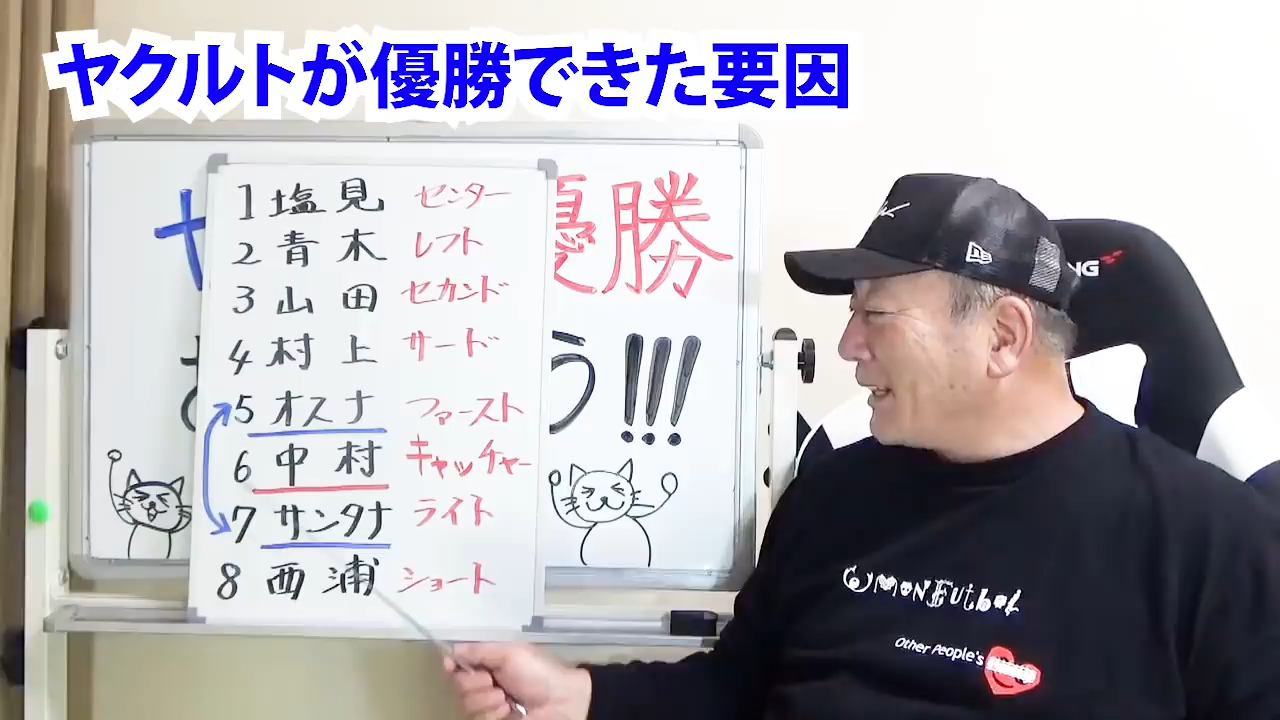 ヤクルトが優勝できた要因
優勝
う!!!
1 塩見 センター
2 青木 レフト
3 山田 セカンド
4 村上 サード
5 オスナ ファースト
6 中村 キャッチャー
7 サンタナ ライト
8 西浦 ショート
NG
Other People's